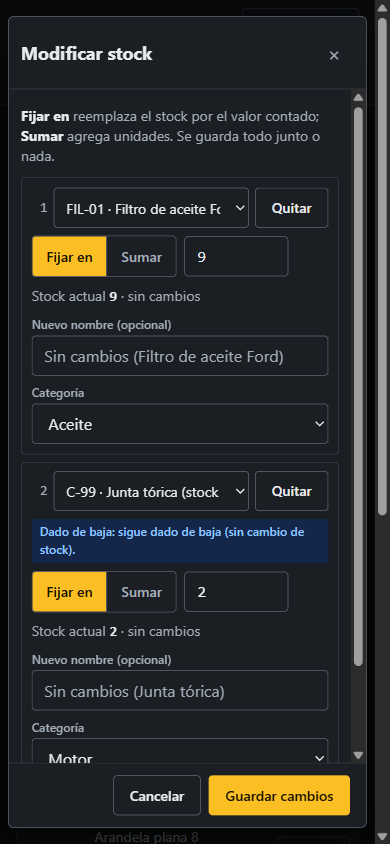 Modificar stock
×
Fijar en reemplaza el stock por el valor contado;
Sumar agrega unidades. Se guarda todo junto o
nada.
1 FIL-01 · Filtro de aceite Fo Quitar
Fijar en Sumar 9
Stock actual 9 · sin cambios
Nuevo nombre (opcional)
Sin cambios (Filtro de aceite Ford)
Categoría
Aceite
2 C-99 · Junta tórica (stock Quitar
Dado de baja: sigue dado de baja (sin cambio de
stock).
Fijar en Sumar 2
Stock actual 2 · sin cambios
Nuevo nombre (opcional)
Sin cambios (Junta tórica)
Categoría
Motor
Cancelar Guardar cambios
Arandela plana 8